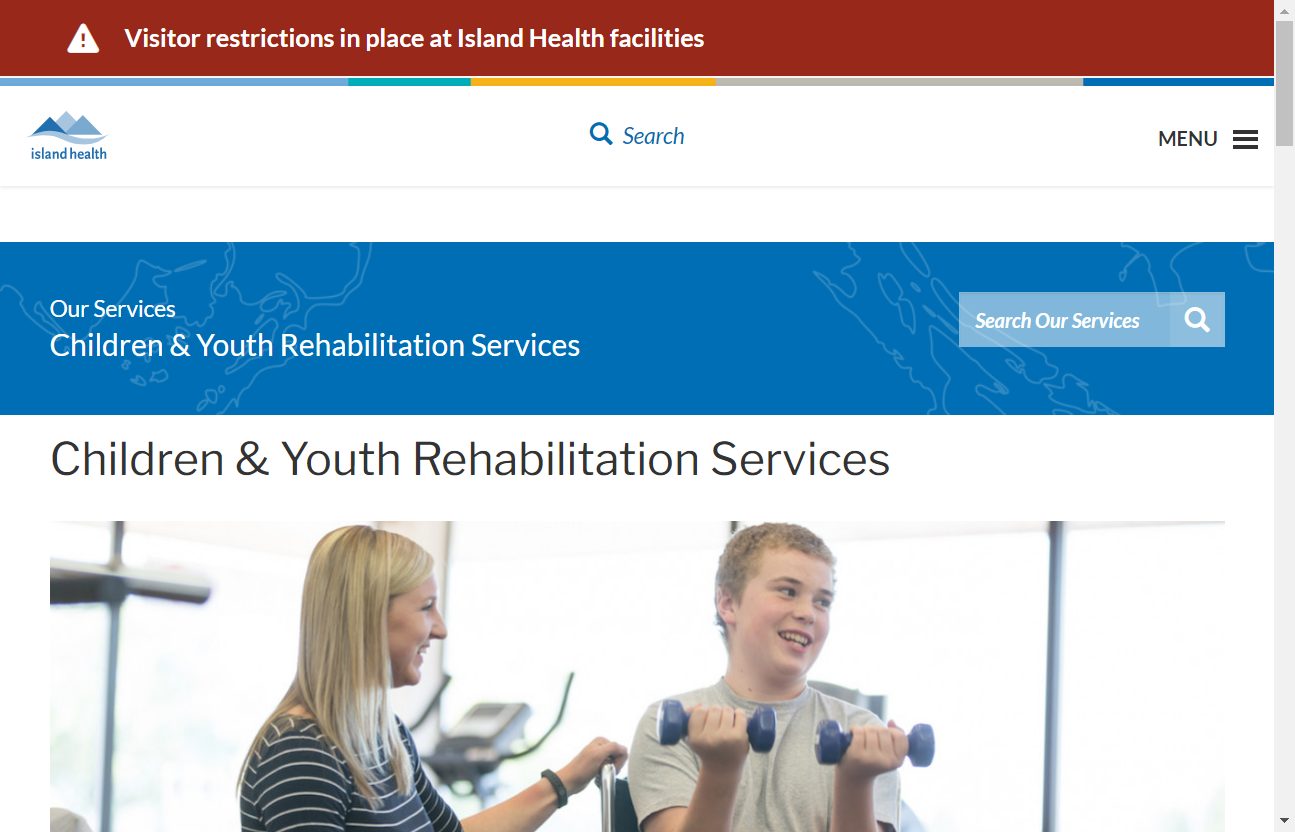 Visitor restrictions in place at Island Health facilities
island health
Search
MENU
Our Services
Children & Youth Rehabilitation Services
Search Our Services
Children & Youth Rehabilitation Services